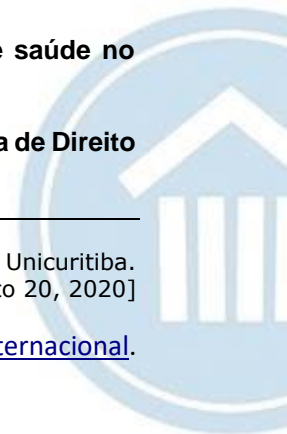 saúde no
a de Direito
Unicuritiba.
to 20, 2020]
ternacional.